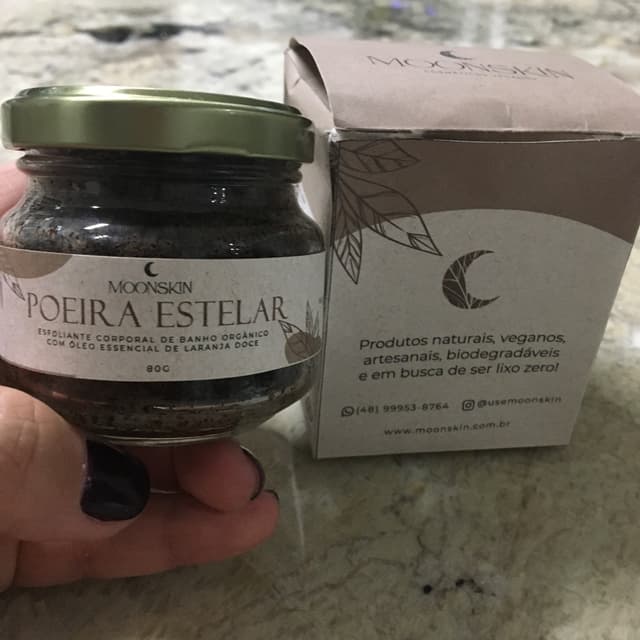 MOONSKIN
POEIRA ESTELAR
ESFOLIANTE CORPORAL DE BANHO ORGÂNICO
COM ÓLEO ESSENCIAL DE LARANJA DOCE
80G
MOONSKIN
Produtos naturais, veganos,
artesanais, biodegradáveis
e em busca de ser lixo zero!
(48) 99953-8764 @usemoonskin
www.moonskin.com.br